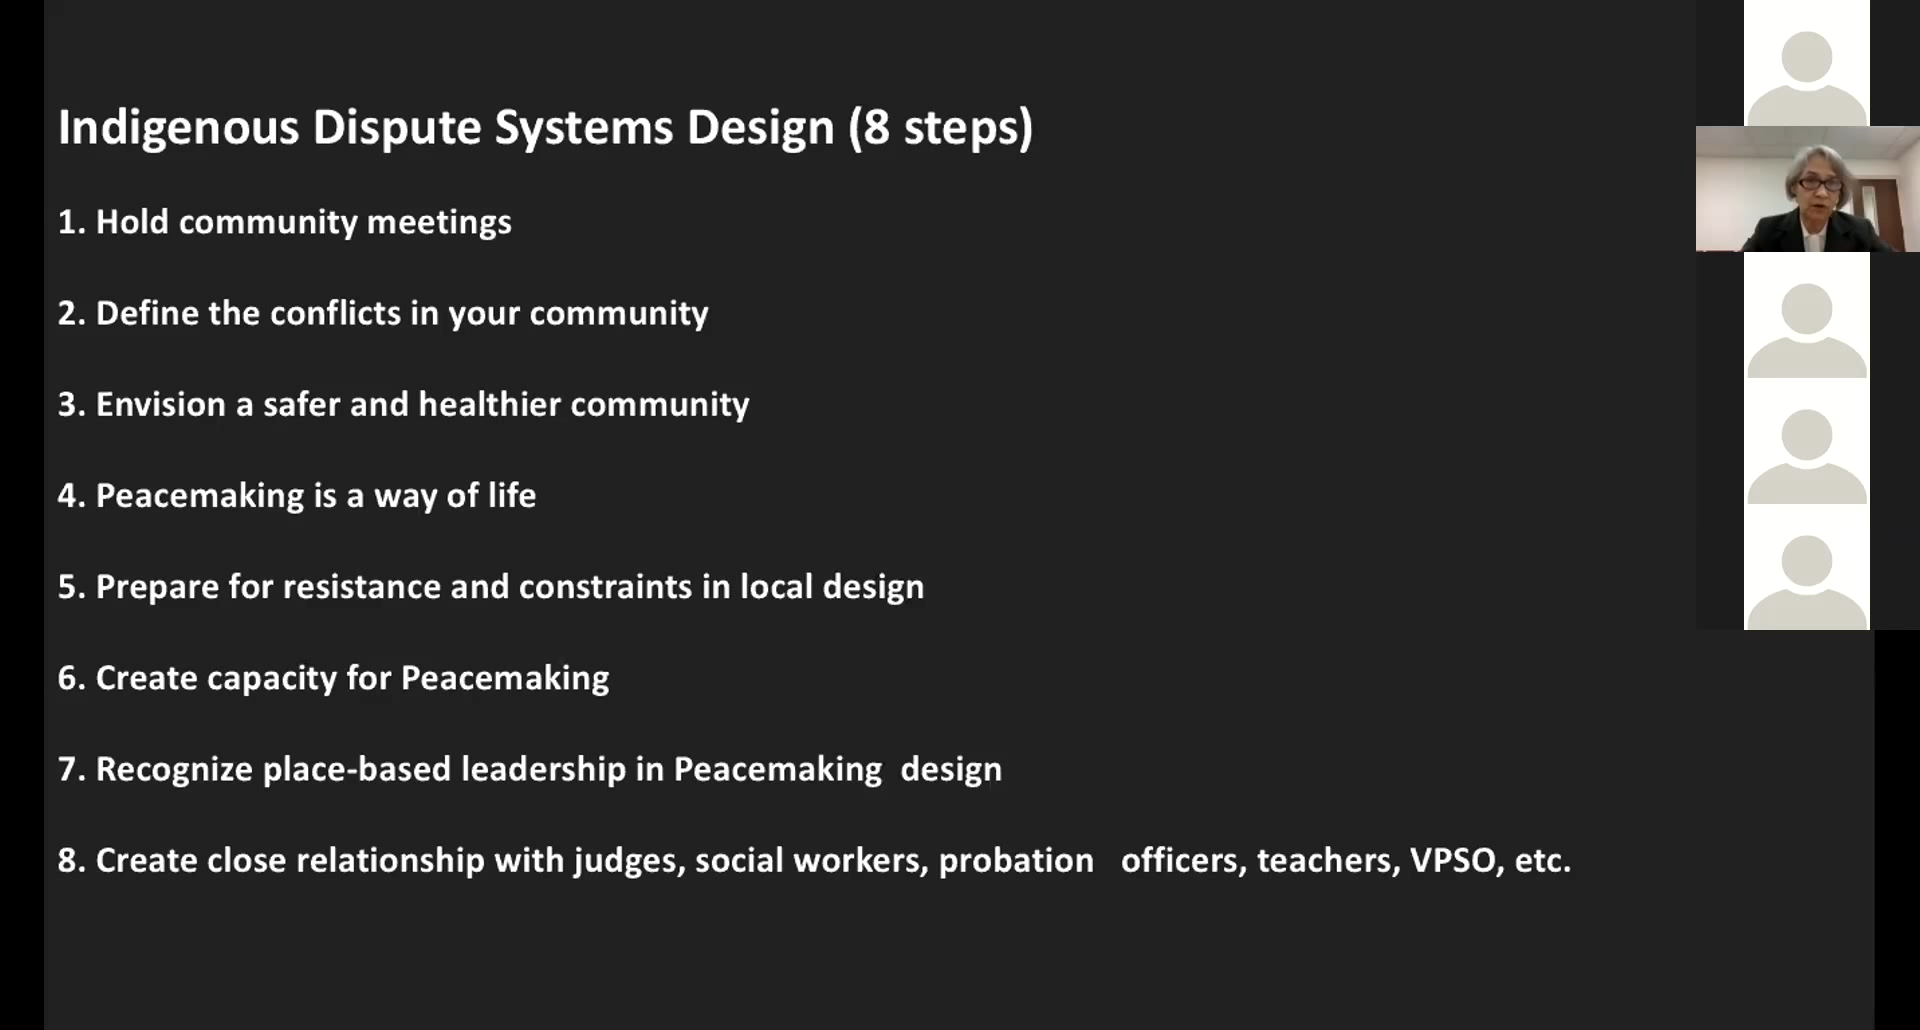 Indigenous Dispute Systems Design (8 steps)
1. Hold community meetings
2. Define the conflicts in your community
3. Envision a safer and healthier community
4. Peacemaking is a way of life
5. Prepare for resistance and constraints in local design
6. Create capacity for Peacemaking
7. Recognize place-based leadership in Peacemaking  design
8. Create close relationship with judges, social workers, probation   officers, teachers, VPSO, etc.